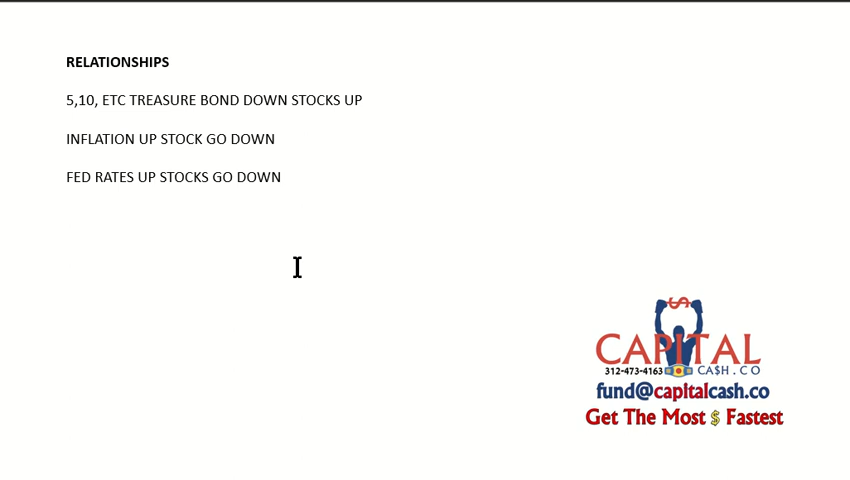 RELATIONSHIPS
5,10, ETC TREASURE BOND DOWN STOCKS UP
INFLATION UP STOCK GO DOWN
FED RATES UP STOCKS GO DOWN
CAPITAL
312-473-4163 CA$H.CO
fund@capitalcash.co
Get The Most $ Fastest